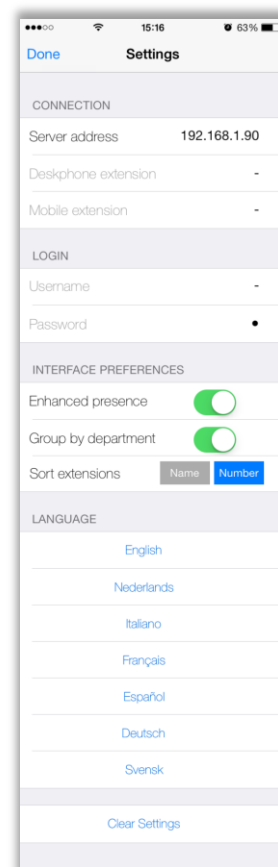 15:16 63%
Done Settings
CONNECTION
Server address 192.168.1.90
Deskphone extension -
Mobile extension -
LOGIN
Username -
Password •
INTERFACE PREFERENCES
Enhanced presence
Group by department
Sort extensions Name Number
LANGUAGE
English
Nederlands
Italiano
Français
Español
Deutsch
Svensk
Clear Settings